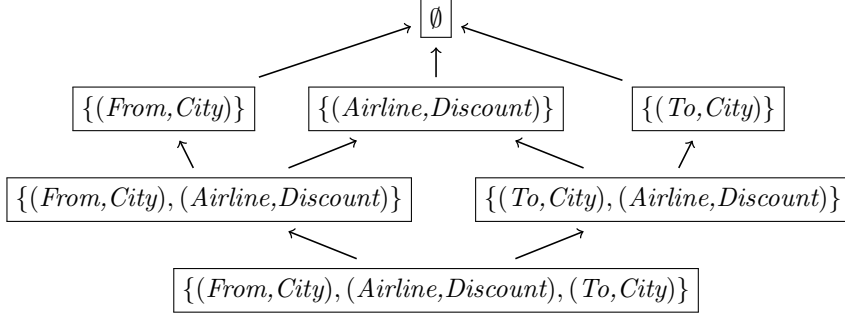 ∅
{(From,City)} {(Airline,Discount)} {(To,City)}
{(From,City),(Airline,Discount)} {(To,City),(Airline,Discount)}
{(From,City),(Airline,Discount),(To,City)}